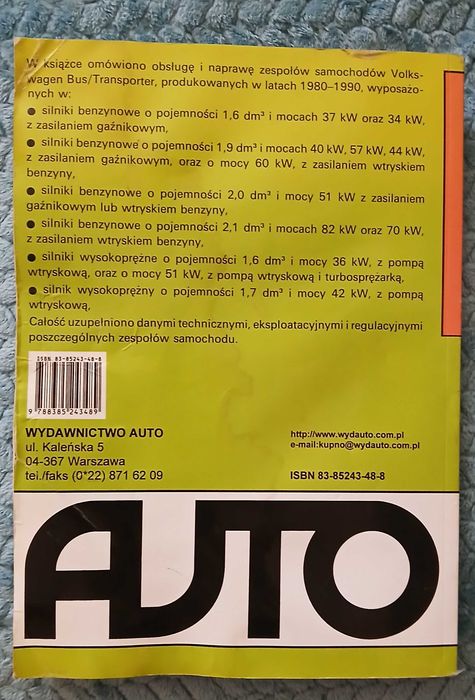 W książce omówiono obsługę i naprawę zespołów samochodów Volks-
wagen Bus/Transporter, produkowanych w latach 1980–1990, wyposażo-
nych w:
● silniki benzynowe o pojemności 1,6 dm³ i mocach 37 kW oraz 34 kW,
z zasilaniem gaźnikowym,
● silniki benzynowe o pojemności 1,9 dm³ i mocach 40 kW, 57 kW, 44 kW,
z zasilaniem gaźnikowym, oraz o mocy 60 kW, z zasilaniem wtryskiem
benzyny,
● silniki benzynowe o pojemności 2,0 dm³ i mocy 51 kW z zasilaniem
gaźnikowym lub wtryskiem benzyny,
● silniki benzynowe o pojemności 2,1 dm³ i mocach 82 kW oraz 70 kW,
z zasilaniem wtryskiem benzyny,
● silniki wysokoprężne o pojemności 1,6 dm³ i mocy 36 kW, z pompą
wtryskową, oraz o mocy 51 kW, z pompą wtryskową i turbosprężarką,
● silnik wysokoprężny o pojemności 1,7 dm³ i mocy 42 kW, z pompą
wtryskową,
Całość uzupełniono danymi technicznymi, eksploatacyjnymi i regulacyjnymi
poszczególnych zespołów samochodu.
ISBN 83-85243-48-8
9 788385 243489
WYDAWNICTWO AUTO
ul. Kaleńska 5
04-367 Warszawa
tel./faks (0*22) 871 62 09
http://www.wydauto.com.pl
e-mail:kupno@wydauto.com.pl
ISBN 83-85243-48-8
AUTO